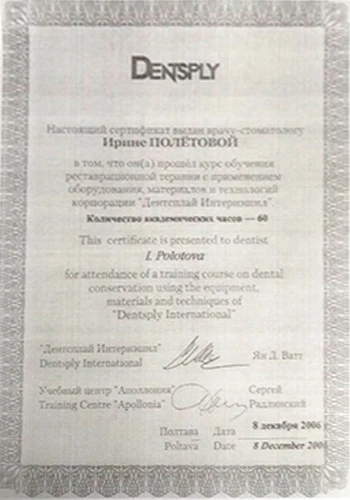 DENTSPLY
Настоящий сертификат выдан врачу-стоматологу
Ирине ПОЛЁТОВОЙ
в том, что он(а) прошёл курс обучения
реставрационной терапии с применением
оборудования, материалов и технологий
корпорации "Дентсплай Интернэшнл".
Количество академических часов — 60
This certificate is presented to dentist
I. Polotova
for attendance of a training course on dental
conservation using the equipment,
materials and techniques of
"Dentsply International"
"Дентсплай Интернэшнл"
Dentsply International
Ян Д. Ватт
Учебный центр "Аполлония"
Training Centre "Apollonia"
Сергей
Радлинский
Полтава Дата 8 декабря 2006
Poltava Date 8 December 2006